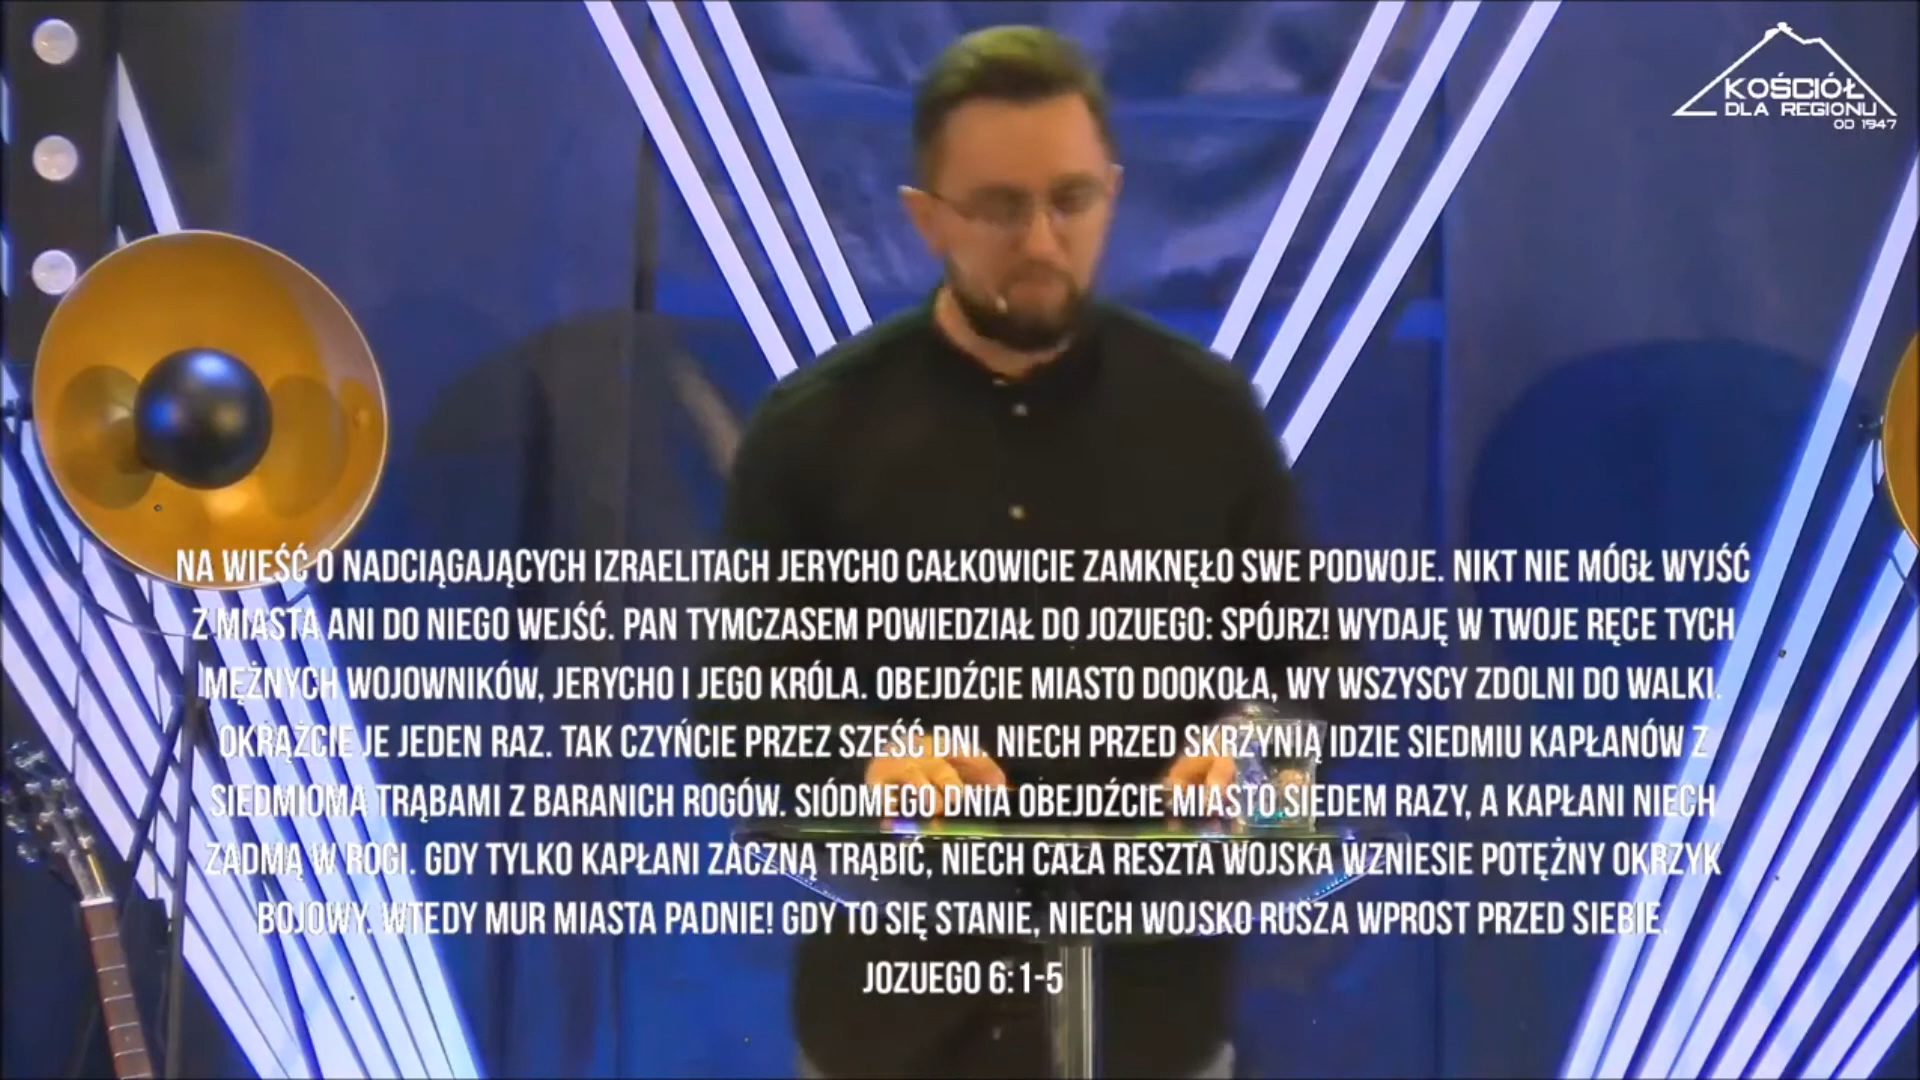 KOŚCIÓŁ
DLA REGIONU
OD 1947
NA WIEŚĆ O NADCIĄGAJĄCYCH IZRAELITACH JERYCHO CAŁKOWICIE ZAMKNĘŁO SWE PODWOJE. NIKT NIE MÓGŁ WYJŚĆ
Z MIASTA ANI DO NIEGO WEJŚĆ. PAN TYMCZASEM POWIEDZIAŁ DO JOZUEGO: SPÓJRZ! WYDAJĘ W TWOJE RĘCE TYCH
MĘŻNYCH WOJOWNIKÓW, JERYCHO I JEGO KRÓLA. OBEJDŹCIE MIASTO DOOKOŁA, WY WSZYSCY ZDOLNI DO WALKI.
OKRĄŻCIE JE JEDEN RAZ. TAK CZYŃCIE PRZEZ SZEŚĆ DNI. NIECH PRZED SKRZYNIĄ IDZIE SIEDMIU KAPŁANÓW Z
SIEDMIOMA TRĄBAMI Z BARANICH ROGÓW. SIÓDMEGO DNIA OBEJDŹCIE MIASTO SIEDEM RAZY, A KAPŁANI NIECH
ZADMĄ W ROGI. GDY TYLKO KAPŁANI ZACZNĄ TRĄBIĆ, NIECH CAŁA RESZTA WOJSKA WZNIESIE POTĘŻNY OKRZYK
BOJOWY. WTEDY MUR MIASTA PADNIE! GDY TO SIĘ STANIE, NIECH WOJSKO RUSZA WPROST PRZED SIEBIE.
JOZUEGO 6:1-5